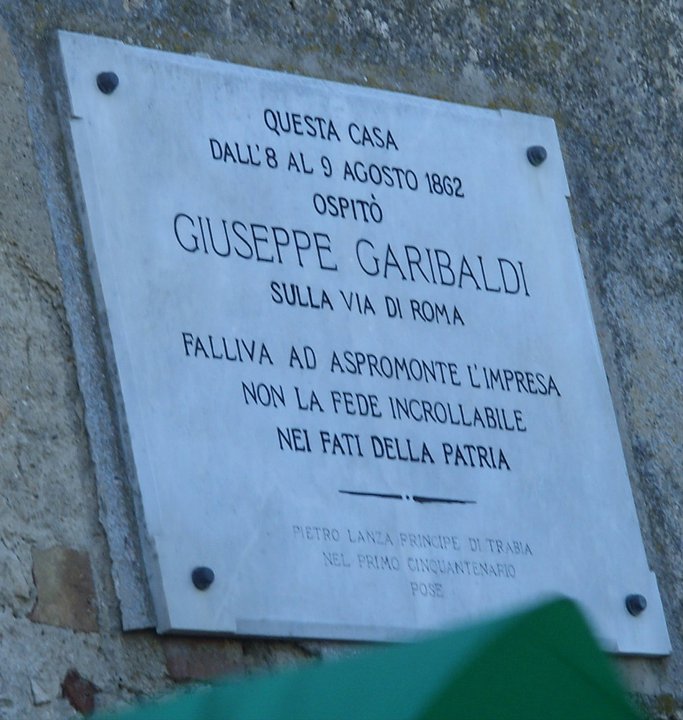 QUESTA CASA
DALL'8 AL 9 AGOSTO 1862
OSPITÒ
GIUSEPPE GARIBALDI
SULLA VIA DI ROMA
FALLIVA AD ASPROMONTE L'IMPRESA
NON LA FEDE INCROLLABILE
NEI FATI DELLA PATRIA
PIETRO LANZA PRINCIPE DI TRABIA
NEL PRIMO CINQUANTENARIO
POSE